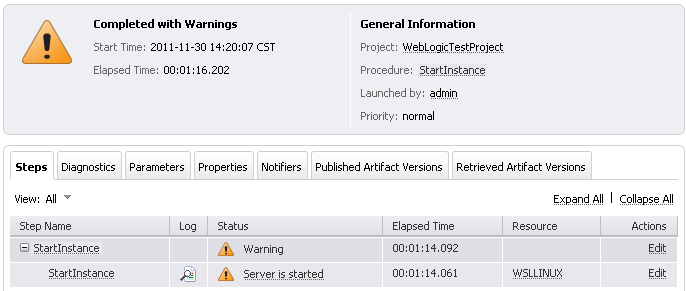 Completed with Warnings
Start Time: 2011-11-30 14:20:07 CST
Elapsed Time: 00:01:16.202
General Information
Project: WebLogicTestProject
Procedure: StartInstance
Launched by: admin
Priority: normal
Steps Diagnostics Parameters Properties Notifiers Published Artifact Versions Retrieved Artifact Versions
View: All Expand All | Collapse All
Step Name Log Status Elapsed Time Resource Actions
StartInstance Warning 00:01:14.092 Edit
StartInstance Server is started 00:01:14.061 WSLLINUX Edit